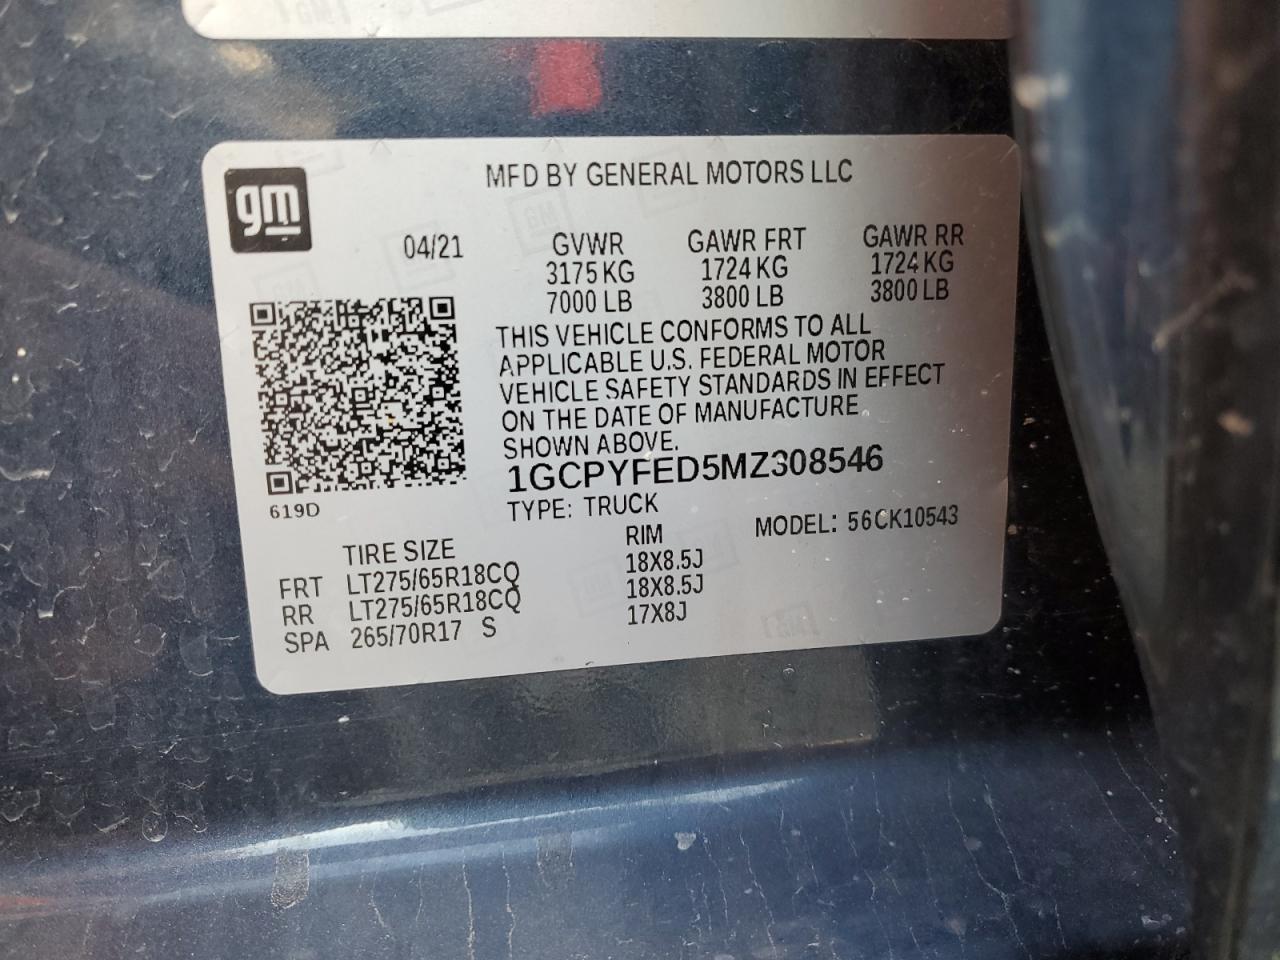 gm
MFD BY GENERAL MOTORS LLC
04/21
GVWR GAWR FRT GAWR RR
3175 KG 1724 KG 1724 KG
7000 LB 3800 LB 3800 LB
THIS VEHICLE CONFORMS TO ALL
APPLICABLE U.S. FEDERAL MOTOR
VEHICLE SAFETY STANDARDS IN EFFECT
ON THE DATE OF MANUFACTURE
SHOWN ABOVE.
1GCPYFED5MZ308546
619D
TYPE: TRUCK
MODEL: 56CK10543
TIRE SIZE RIM
FRT LT275/65R18CQ 18X8.5J
RR LT275/65R18CQ 18X8.5J
SPA 265/70R17 S 17X8J